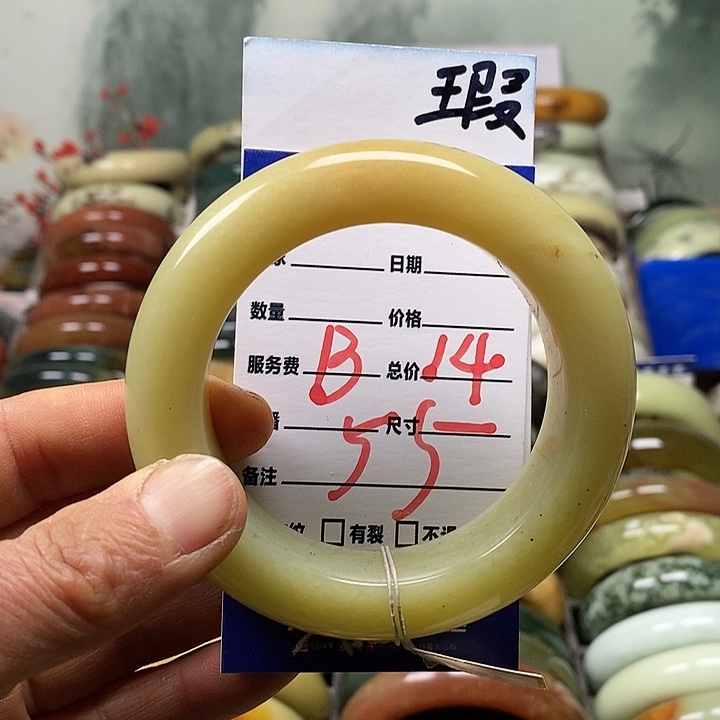 瑕
日期
数量 价格
服务费 B 总价 14
尺寸
55-
备注
有裂 不退